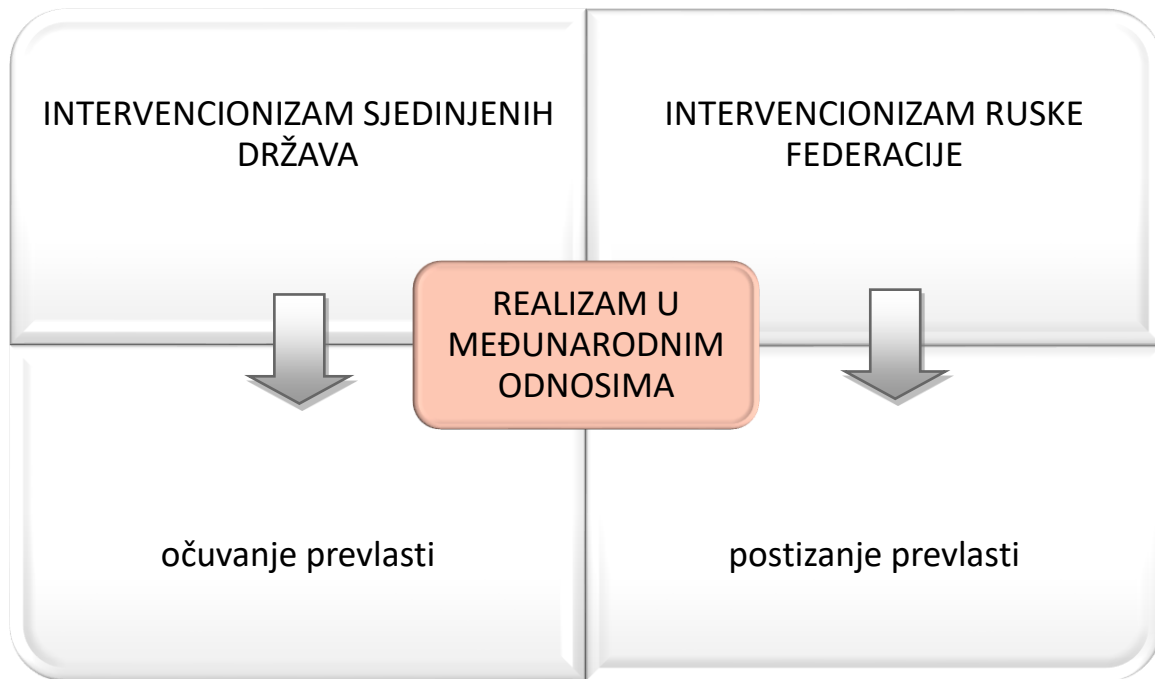 INTERVENCIONIZAM SJEDINJENIH
DRŽAVA
INTERVENCIONIZAM RUSKE
FEDERACIJE
REALIZAM U
MEĐUNARODNIM
ODNOSIMA
očuvanje prevlasti
postizanje prevlasti